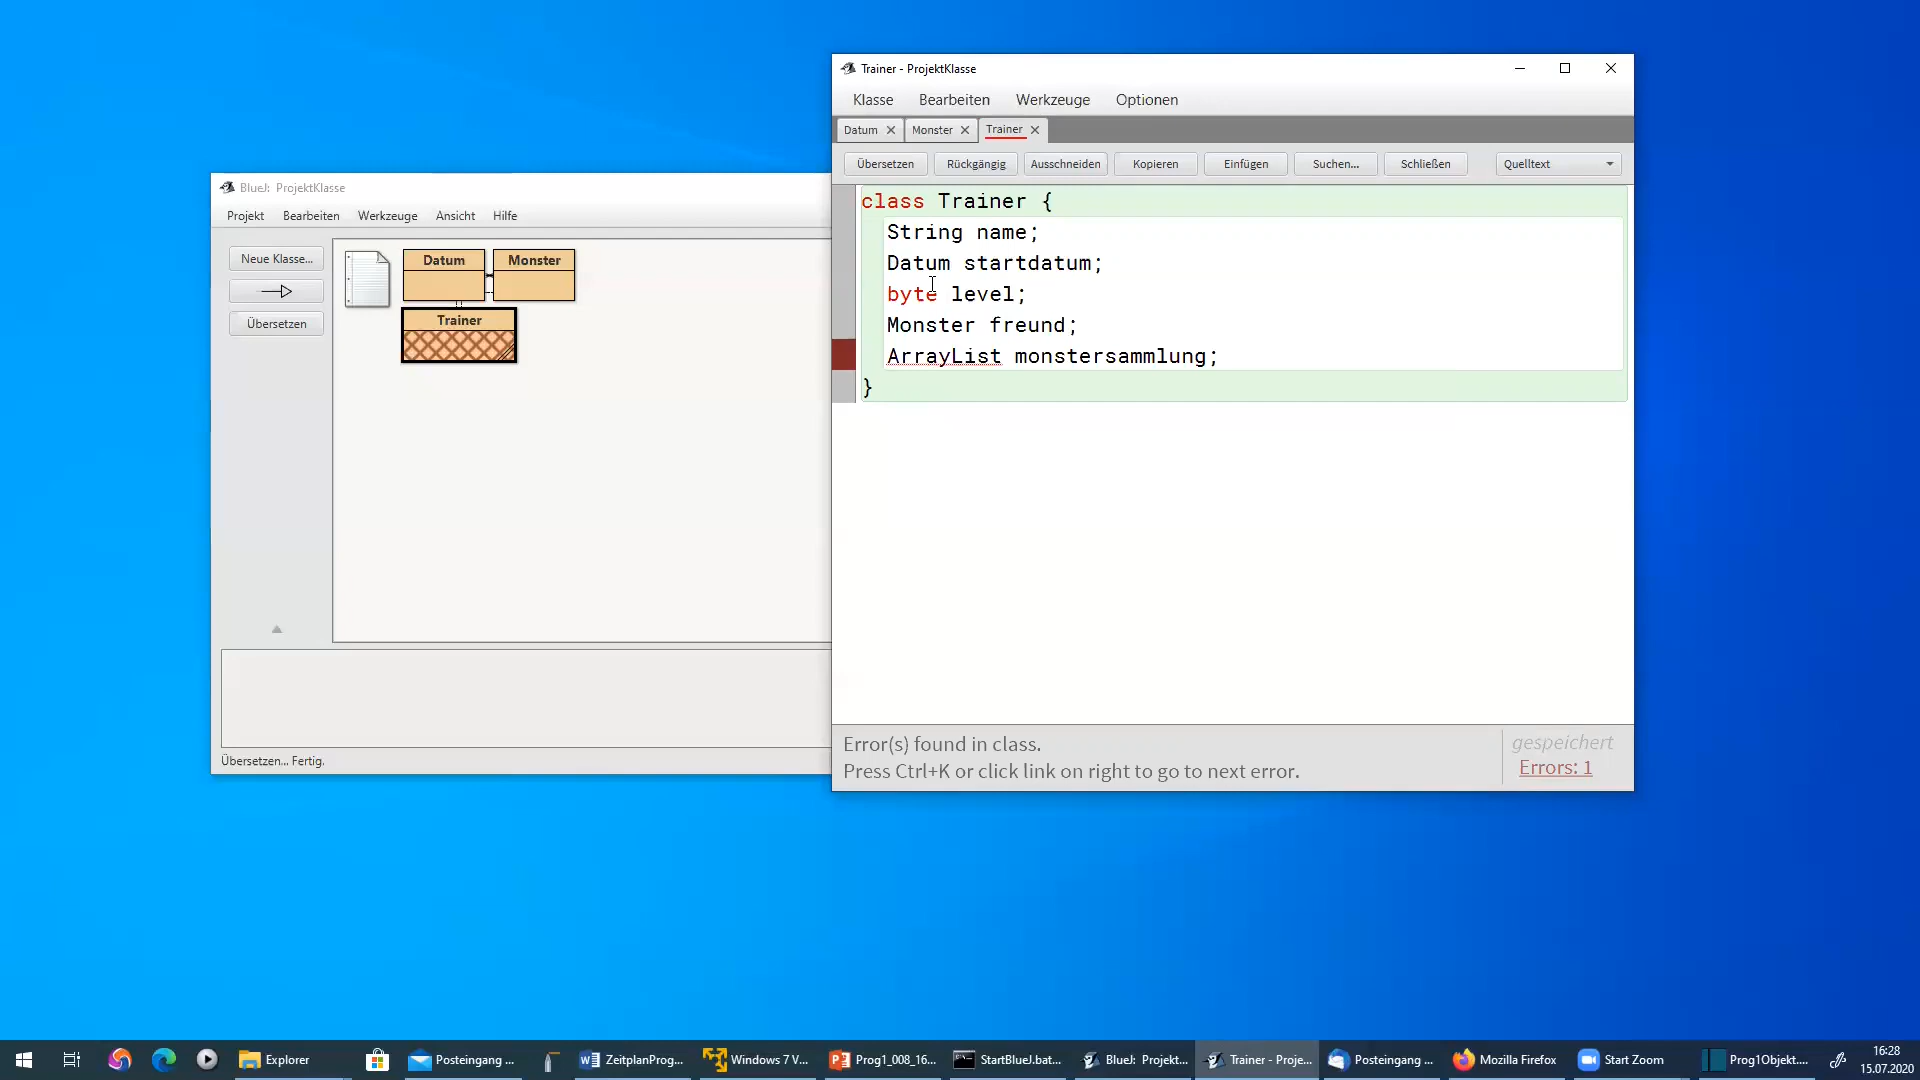 BlueJ: ProjektKlasse
Projekt Bearbeiten Werkzeuge Ansicht Hilfe
Neue Klasse...
Übersetzen
Datum Monster
Trainer
Übersetzen... Fertig.
Trainer - ProjektKlasse
Klasse Bearbeiten Werkzeuge Optionen
Datum Monster Trainer
Übersetzen Rückgängig Ausschneiden Kopieren Einfügen Suchen... Schließen Quelltext
class Trainer {
String name;
Datum startdatum;
byte level;
Monster freund;
ArrayList monstersammlung;
}
Error(s) found in class.
Press Ctrl+K or click link on right to go to next error.
gespeichert
Errors: 1
Explorer Posteingang ... ZeitplanProg... Windows 7 V... Prog1_008_16... StartBlueJ.bat... BlueJ: Projekt... Trainer - Proje... Posteingang ... Mozilla Firefox Start Zoom Prog1Objekt....
16:28
15.07.2020